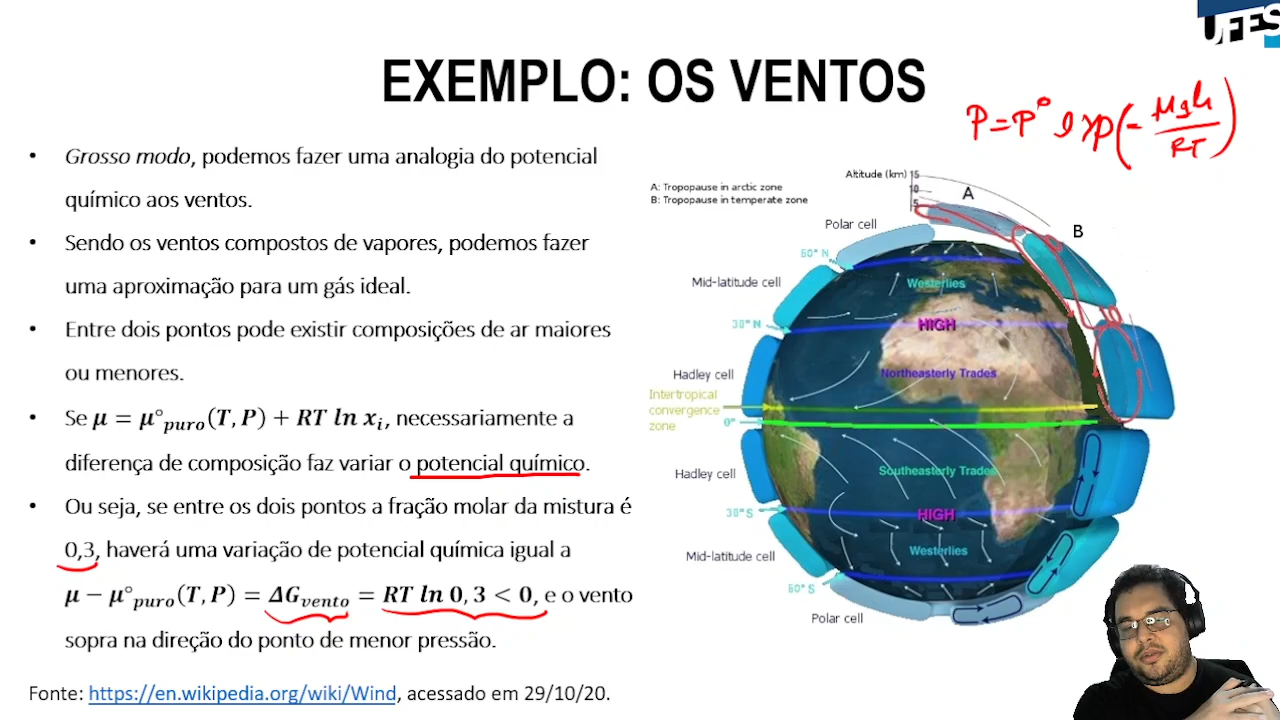 UFES
EXEMPLO: OS VENTOS
P = P° exp(- Mgh / RT)
• Grosso modo, podemos fazer uma analogia do potencial
químico aos ventos.
• Sendo os ventos compostos de vapores, podemos fazer
uma aproximação para um gás ideal.
• Entre dois pontos pode existir composições de ar maiores
ou menores.
• Se μ = μ°puro(T, P) + RT ln xi, necessariamente a
diferença de composição faz variar o potencial químico.
• Ou seja, se entre os dois pontos a fração molar da mistura é
0,3, haverá uma variação de potencial química igual a
μ − μ°puro(T, P) = ΔGvento = RT ln 0,3 < 0, e o vento
sopra na direção do ponto de menor pressão.
Fonte: https://en.wikipedia.org/wiki/Wind, acessado em 29/10/20.
Altitude (km) 15
10
5
A: Tropopause in arctic zone
B: Tropopause in temperate zone
A
B
Polar cell
60° N
Mid-latitude cell
Westerlies
30° N
HIGH
Hadley cell
Northeasterly Trades
Intertropical
convergence
zone
0°
Hadley cell
Southeasterly Trades
30° S
HIGH
Mid-latitude cell
Westerlies
60° S
Polar cell